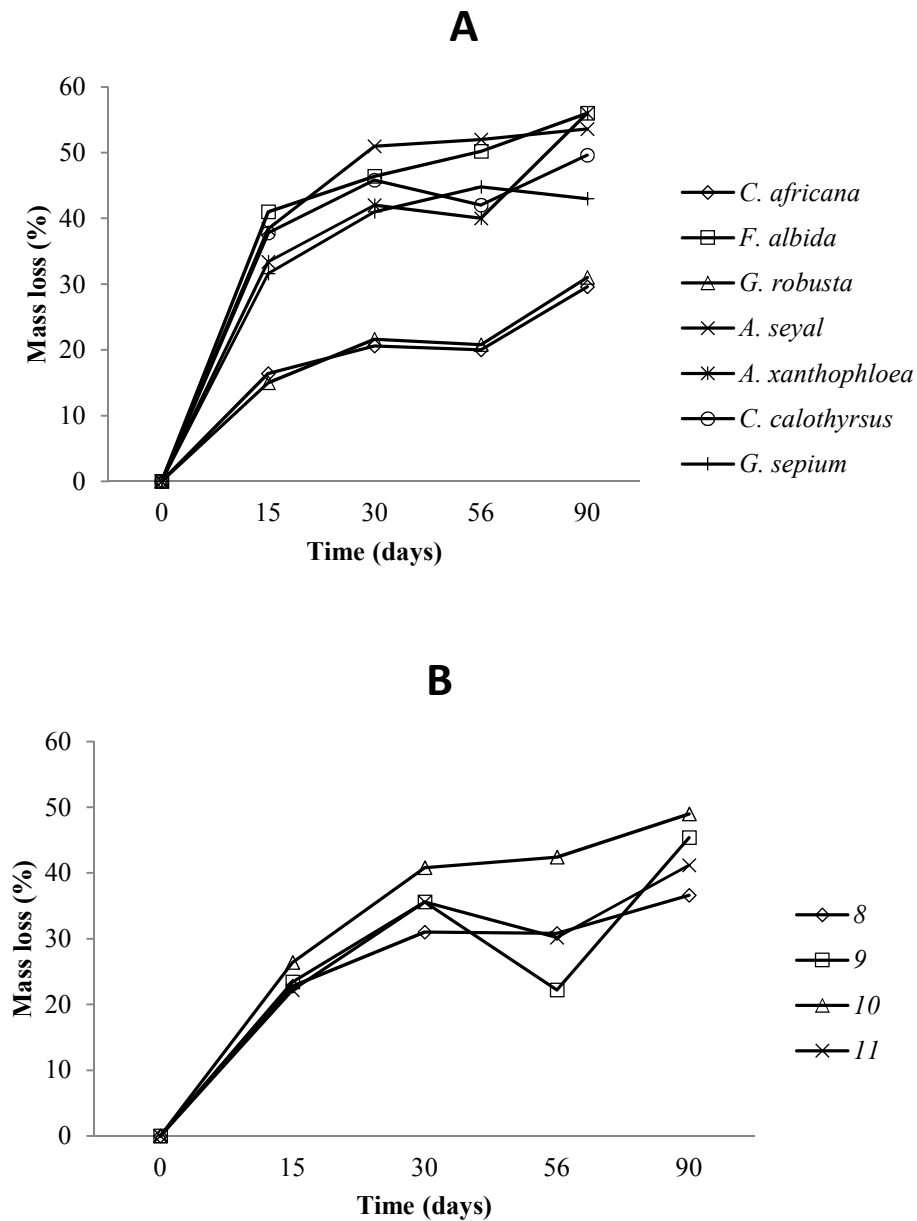 A
60
50
40
30
20
10
0
Mass loss (%)
0 15 30 56 90
Time (days)
C. africana
F. albida
G. robusta
A. seyal
A. xanthophloea
C. calothyrsus
G. sepium
B
60
50
40
30
20
10
0
Mass loss (%)
0 15 30 56 90
Time (days)
8
9
10
11